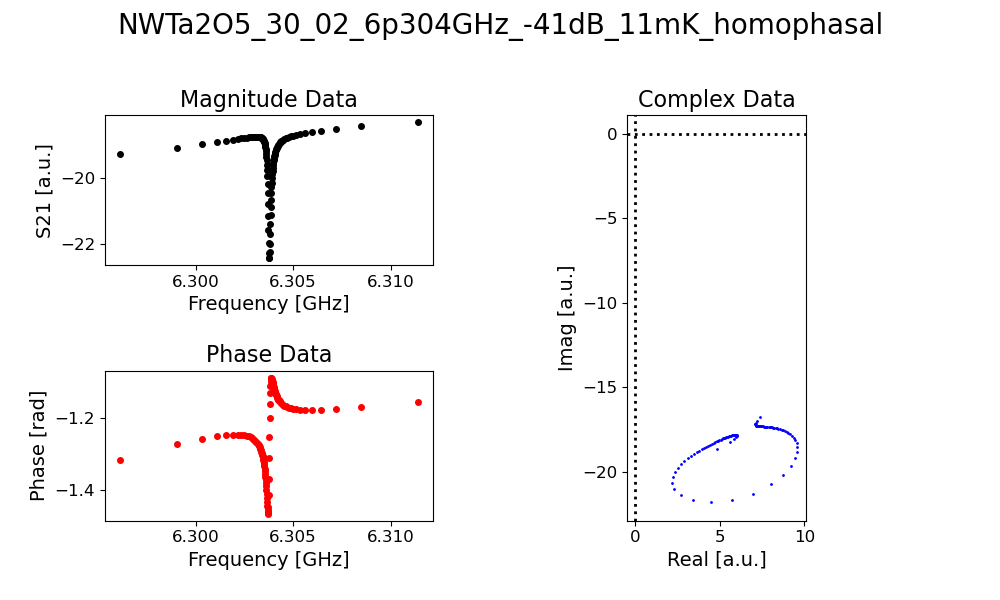 NWTa2O5_30_02_6p304GHz_-41dB_11mK_homophasal
Magnitude Data
S21 [a.u.]
−20
−22
6.300
6.305
6.310
Frequency [GHz]
Phase Data
Phase [rad]
−1.2
−1.4
6.300
6.305
6.310
Frequency [GHz]
Complex Data
Imag [a.u.]
0
−5
−10
−15
−20
0
5
10
Real [a.u.]